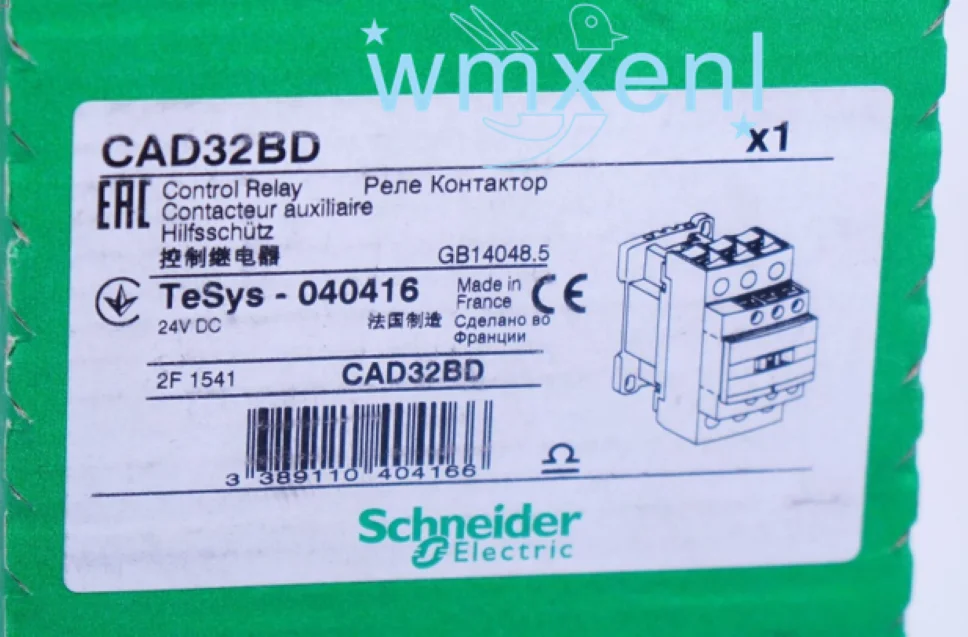 wmxenl
CAD32BD
x1
EAC
Control Relay
Реле Контактор
Contacteur auxiliaire
Hilfsschütz
控制继电器
GB14048.5
TeSys - 040416
Made in
France
CE
24V DC
法国制造
Сделано во
Франции
2F 1541
CAD32BD
3 389110 404166
Schneider
Electric